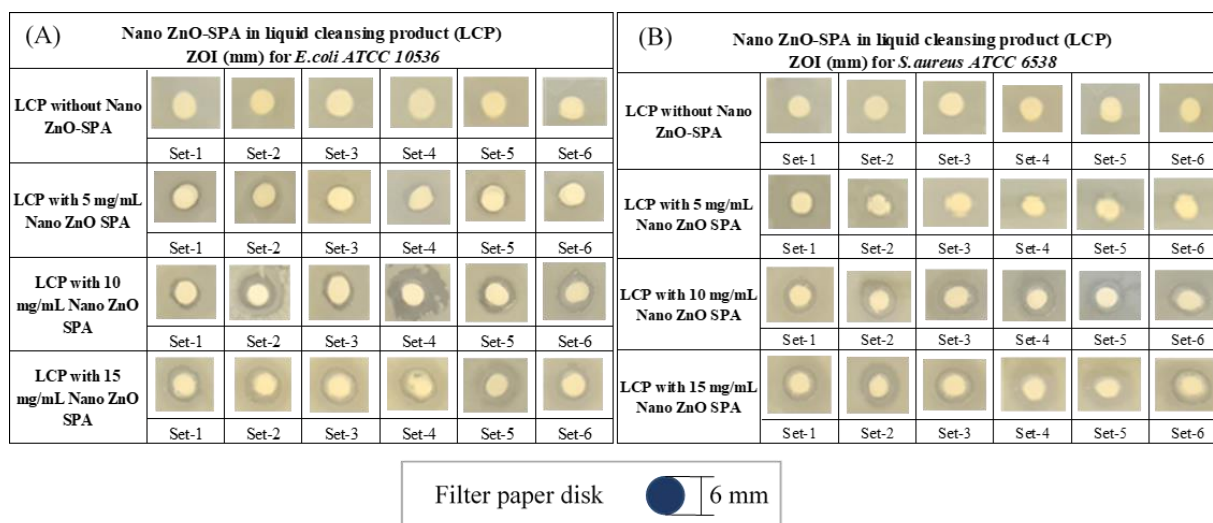 (A)
Nano ZnO-SPA in liquid cleansing product (LCP)
ZOI (mm) for E.coli ATCC 10536
LCP without Nano
ZnO-SPA
Set-1 Set-2 Set-3 Set-4 Set-5 Set-6
LCP with 5 mg/mL
Nano ZnO SPA
Set-1 Set-2 Set-3 Set-4 Set-5 Set-6
LCP with 10
mg/mL Nano ZnO
SPA
Set-1 Set-2 Set-3 Set-4 Set-5 Set-6
LCP with 15
mg/mL Nano ZnO
SPA
Set-1 Set-2 Set-3 Set-4 Set-5 Set-6
(B)
Nano ZnO-SPA in liquid cleansing product (LCP)
ZOI (mm) for S.aureus ATCC 6538
LCP without Nano
ZnO-SPA
Set-1 Set-2 Set-3 Set-4 Set-5 Set-6
LCP with 5 mg/mL
Nano ZnO SPA
Set-1 Set-2 Set-3 Set-4 Set-5 Set-6
LCP with 10 mg/mL
Nano ZnO SPA
Set-1 Set-2 Set-3 Set-4 Set-5 Set-6
LCP with 15 mg/mL
Nano ZnO SPA
Set-1 Set-2 Set-3 Set-4 Set-5 Set-6
Filter paper disk 6 mm